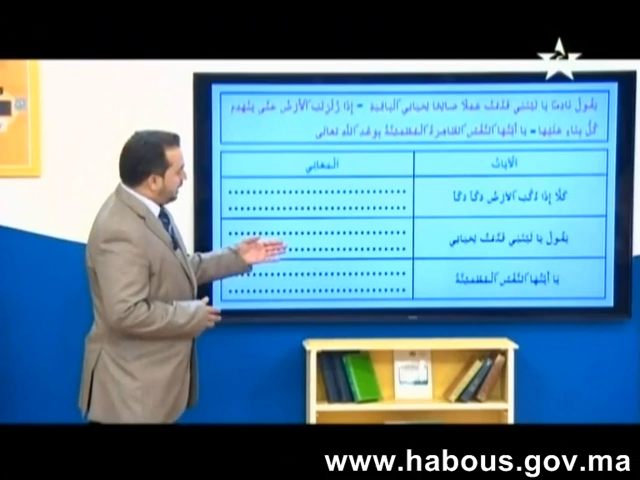 يقول نادما يا ليتني قدمت عملا صالحا لحياتي الباقية = إذا زلزلت الأرض حتى ينهدم
كل بناء عليها = يا أيتها النفس الطاهرة المطمئنة بوعد الله تعالى
الآيات المعاني
كلا إذا دكت الأرض دكا دكا
يقول يا ليتني قدمت لحياتي
يا أيتها النفس المطمئنة
www.habous.gov.ma